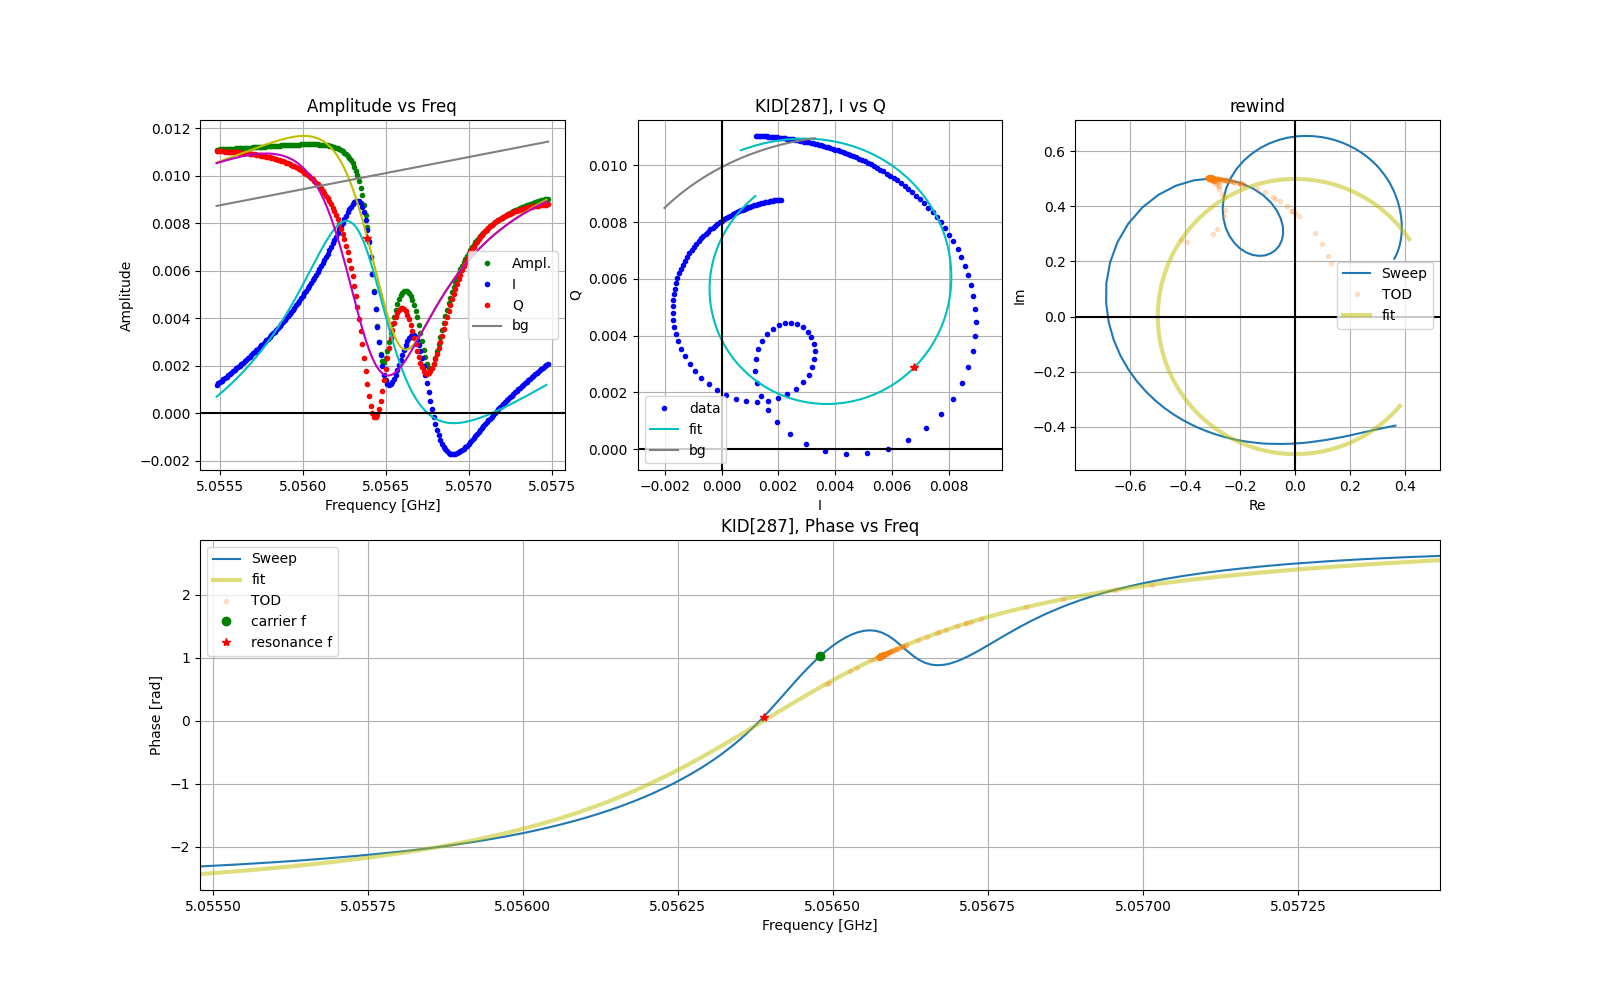 Amplitude vs Freq
0.012
0.010
0.008
0.006
0.004
0.002
0.000
−0.002
Amplitude
Ampl.
I
Q
bg
5.0555
5.0560
5.0565
5.0570
5.0575
Frequency [GHz]
KID[287], I vs Q
0.010
0.008
0.006
0.004
0.002
0.000
Q
data
fit
bg
−0.002
0.000
0.002
0.004
0.006
0.008
I
rewind
0.6
0.4
0.2
0.0
−0.2
−0.4
Im
Sweep
TOD
fit
−0.6
−0.4
−0.2
0.0
0.2
0.4
Re
KID[287], Phase vs Freq
2
1
0
−1
−2
Phase [rad]
Sweep
fit
TOD
carrier f
resonance f
5.05550
5.05575
5.05600
5.05625
5.05650
5.05675
5.05700
5.05725
Frequency [GHz]